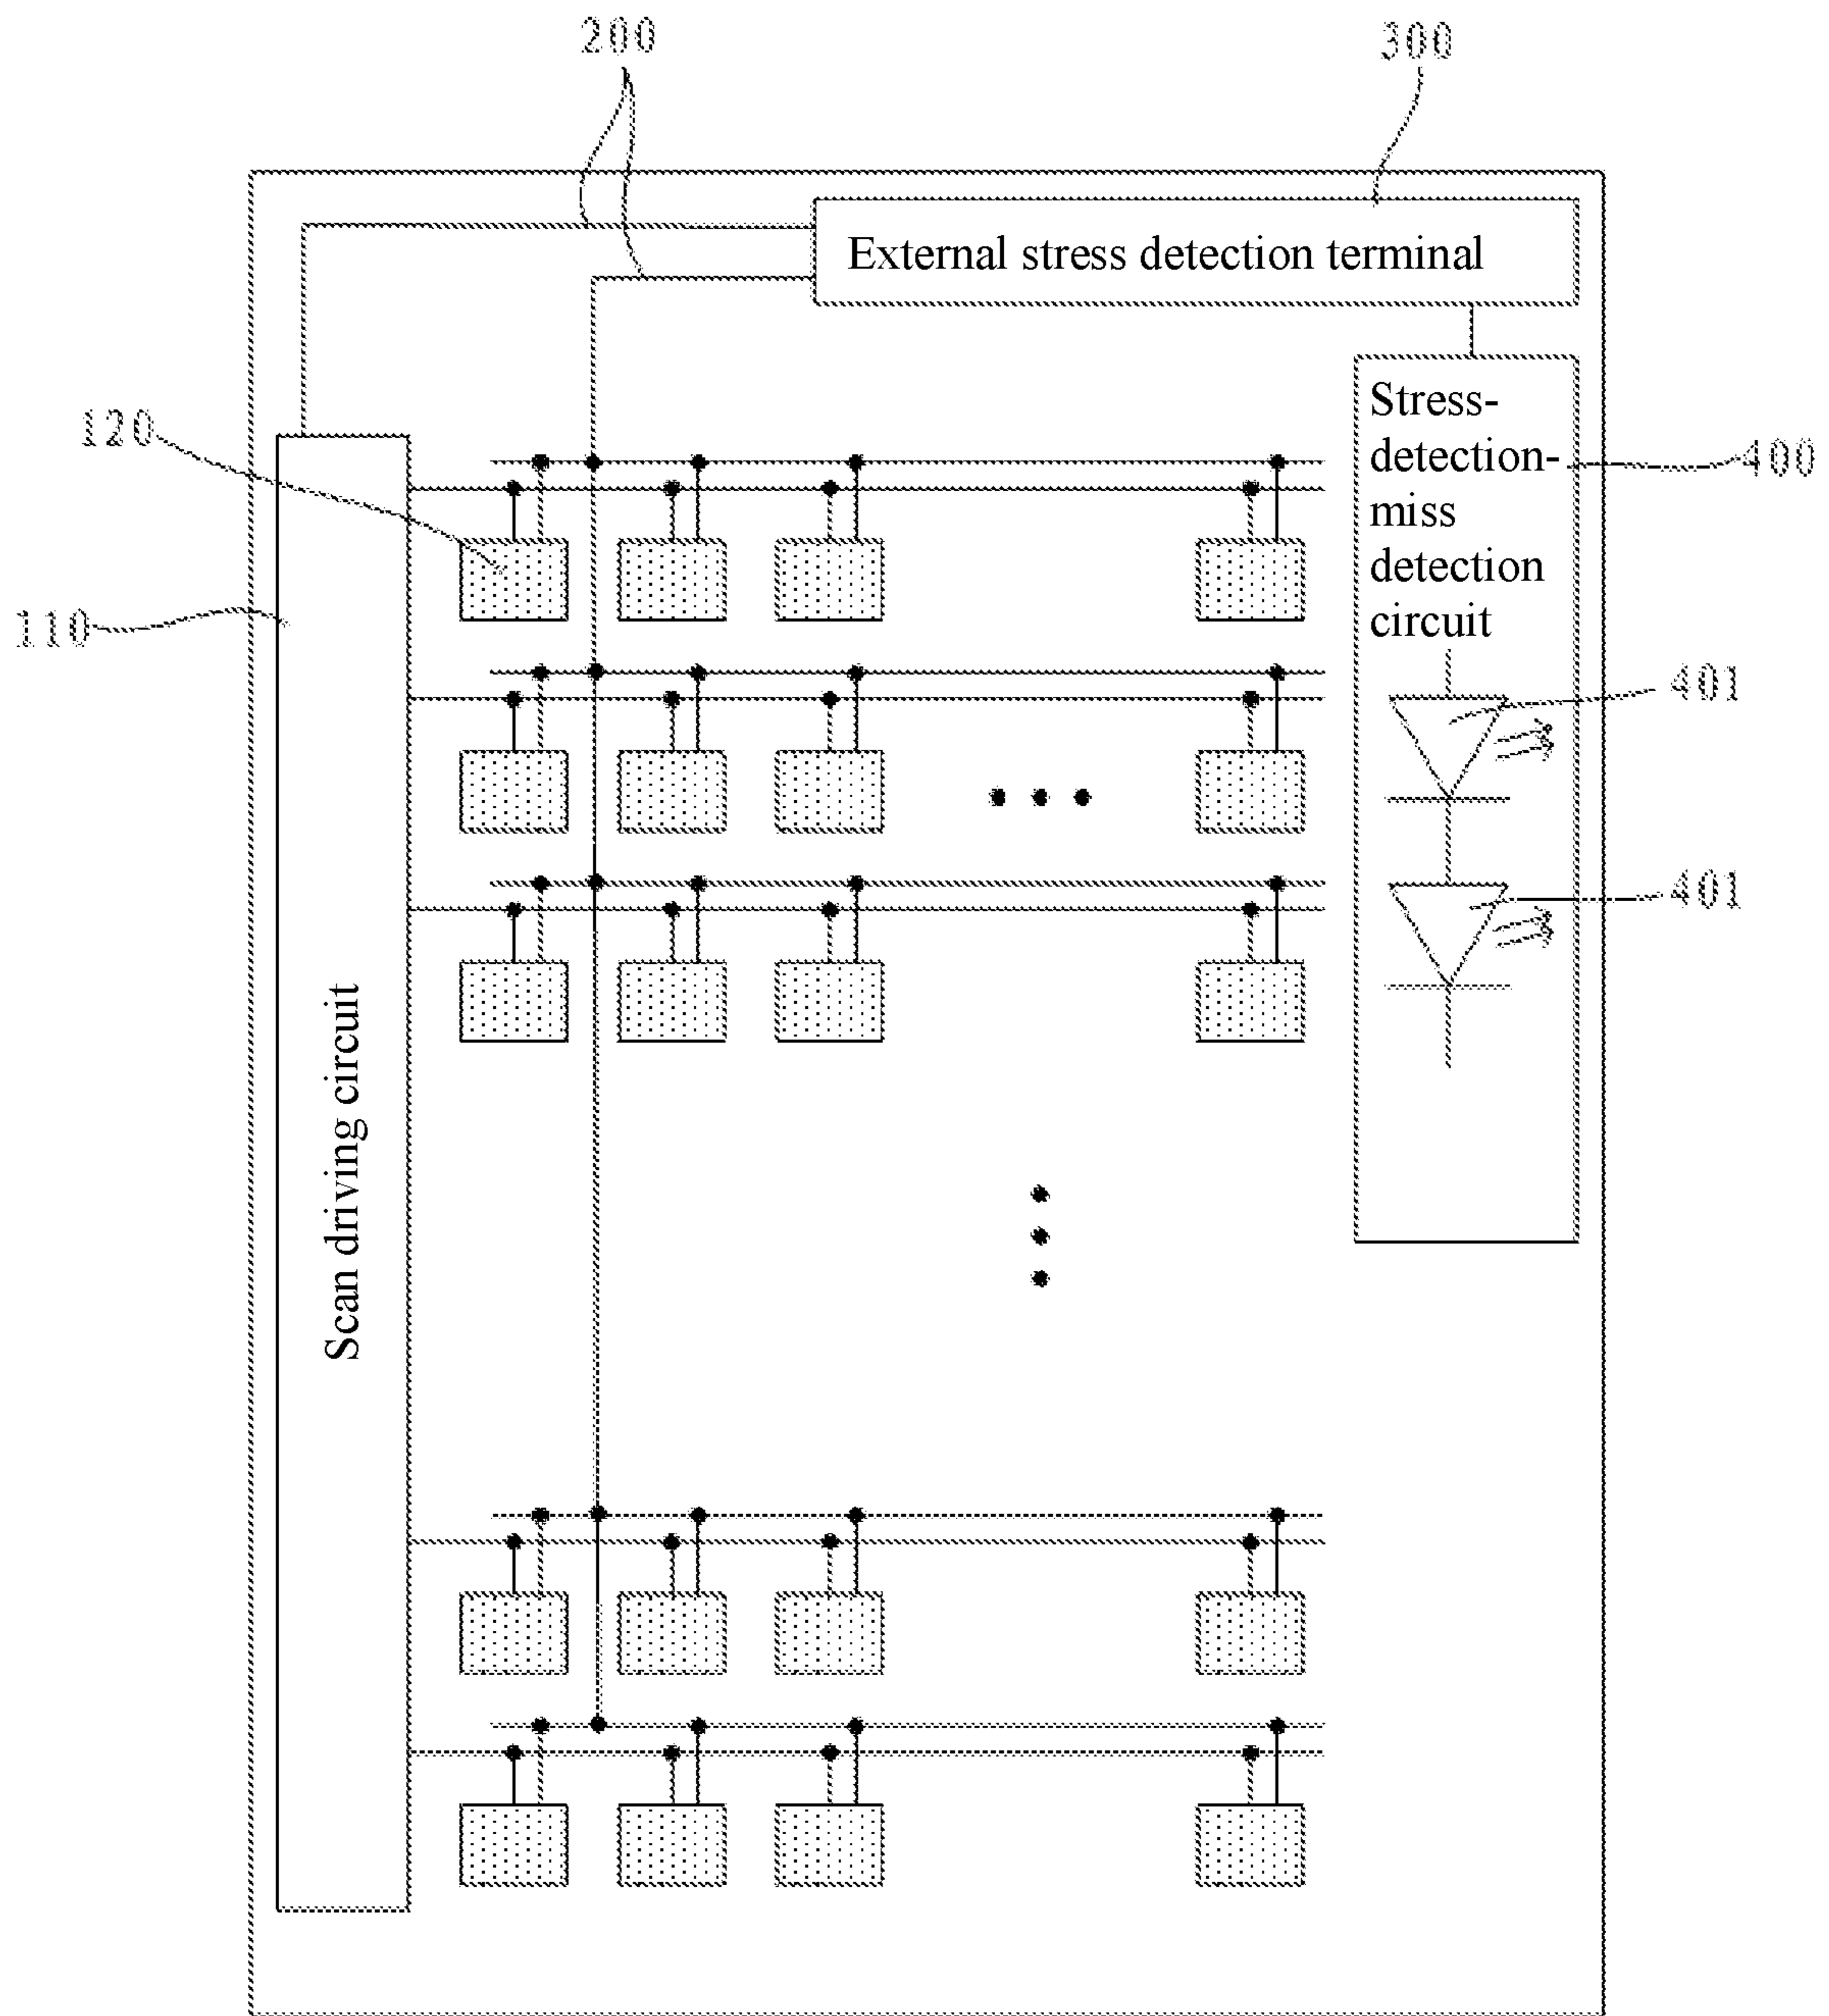 200
300
External stress detection terminal
120
Stress-
detection-
miss
detection
circuit
400
110
401
401
Scan driving circuit